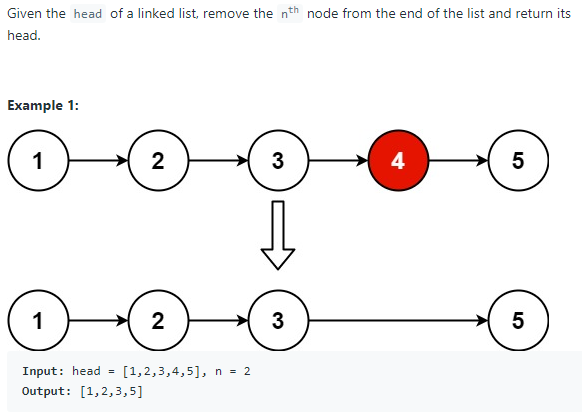 Given the head of a linked list, remove the nth node from the end of the list and return its
head.
Example 1:
1 2 3 4 5
1 2 3 5
Input: head = [1,2,3,4,5], n = 2
Output: [1,2,3,5]